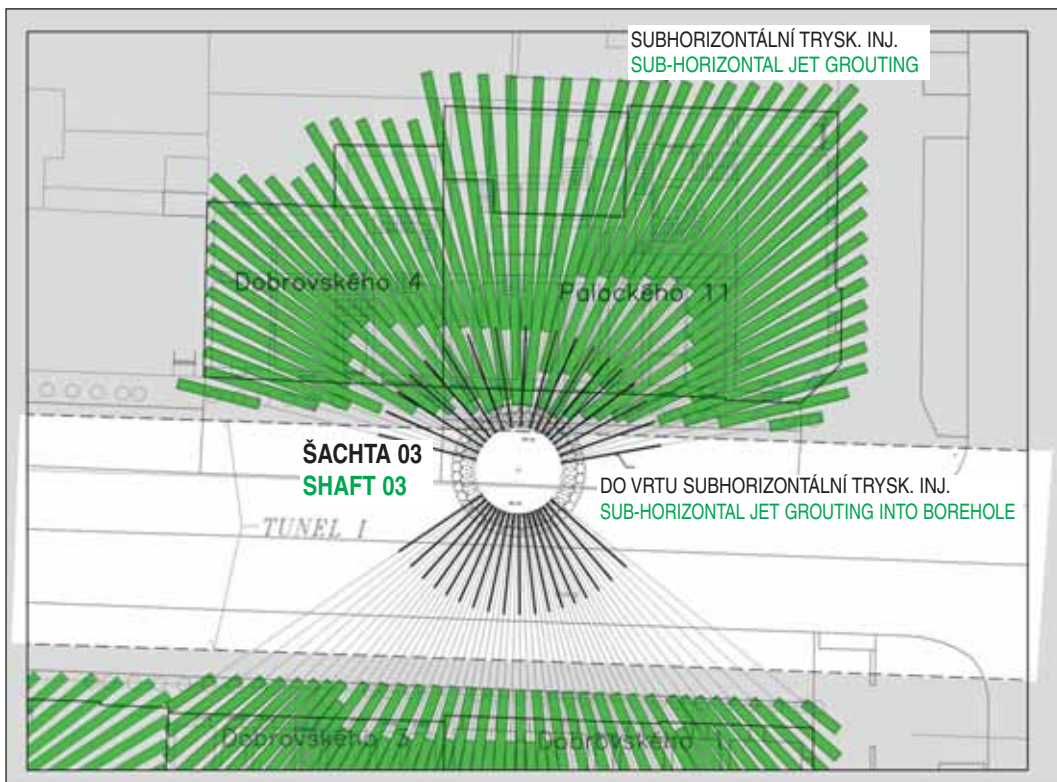 SUBHORIZONTÁLNÍ TRYSK. INJ.
SUB-HORIZONTAL JET GROUTING
Dobrovského 4
Palackého 11
ŠACHTA 03
SHAFT 03
DO VRTU SUBHORIZONTÁLNÍ TRYSK. INJ.
SUB-HORIZONTAL JET GROUTING INTO BOREHOLE
TUNEL I
Dobrovského 3
Dobrovského 1